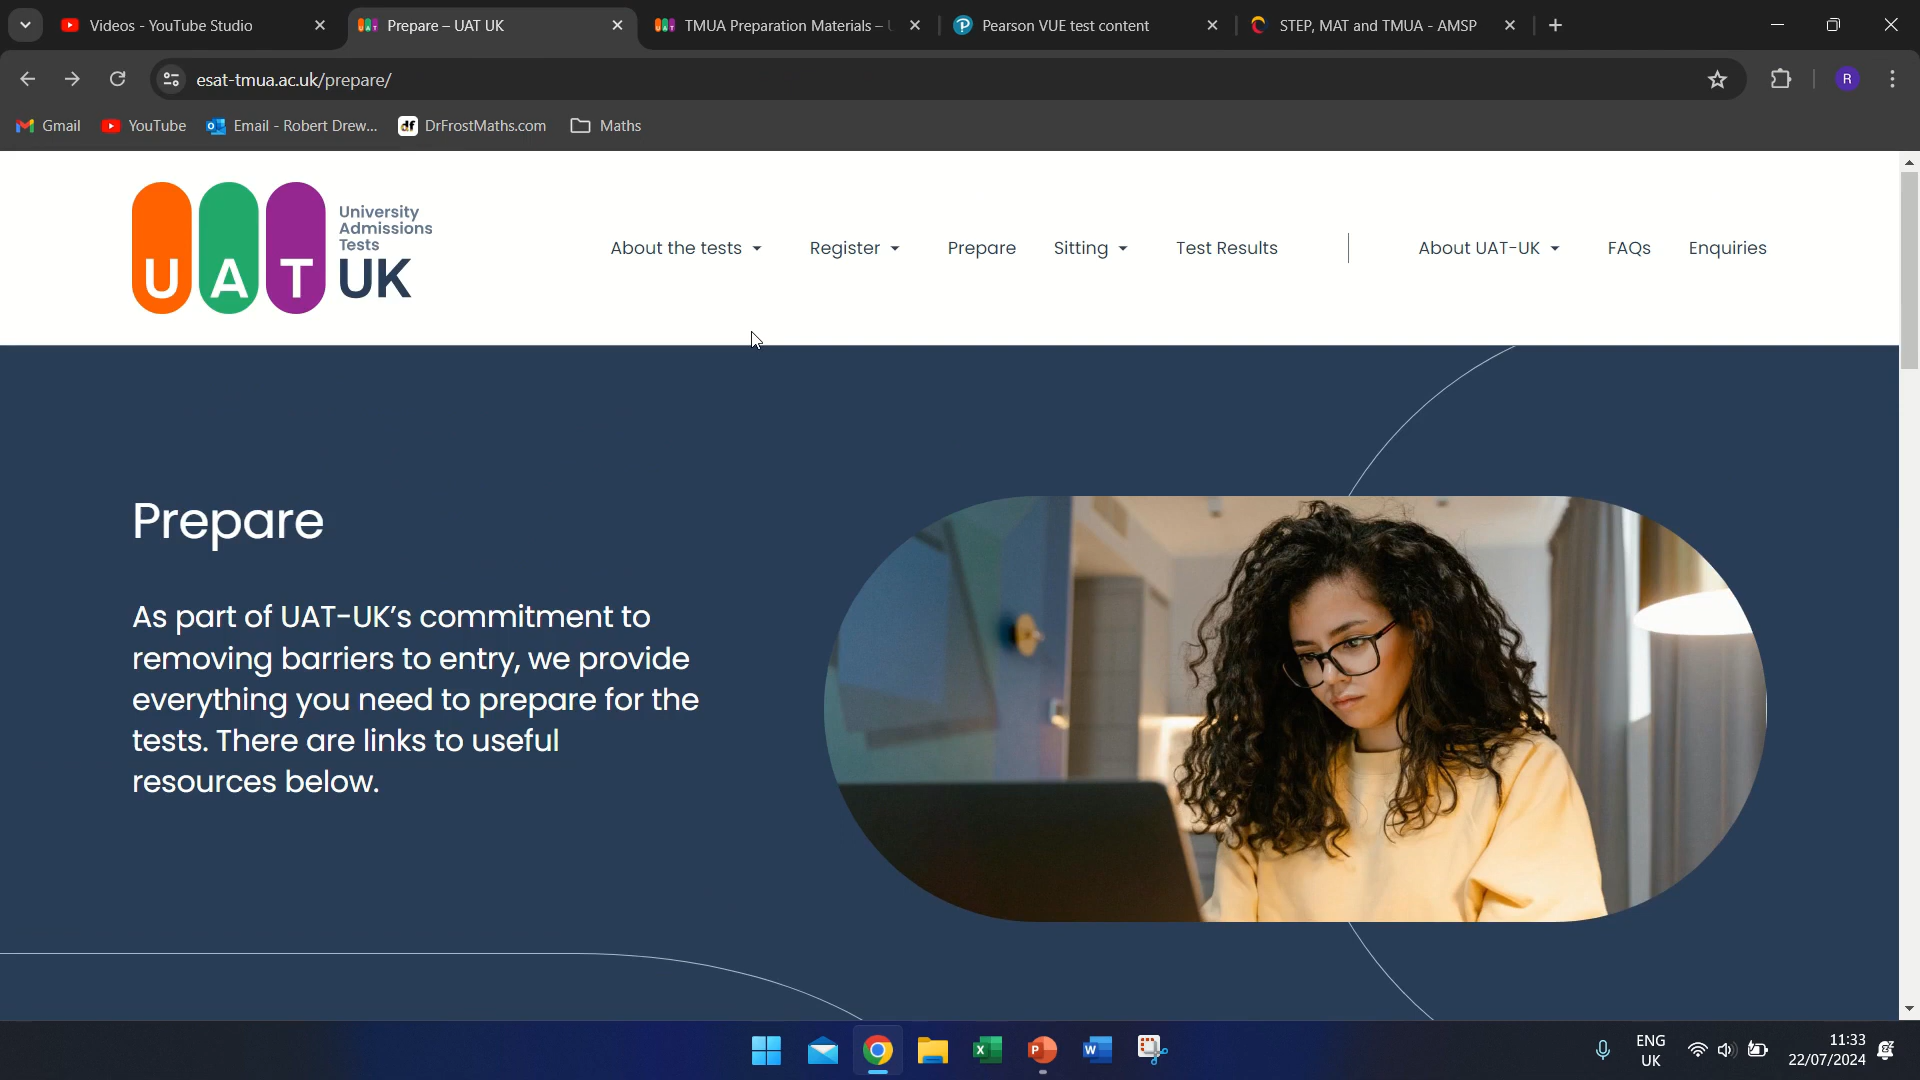 Videos - YouTube Studio
Prepare – UAT UK
TMUA Preparation Materials –
Pearson VUE test content
STEP, MAT and TMUA - AMSP
esat-tmua.ac.uk/prepare/
R
Gmail
YouTube
Email - Robert Drew...
df
DrFrostMaths.com
Maths
UAT
University
Admissions
Tests
UK
About the tests
Register
Prepare
Sitting
Test Results
About UAT-UK
FAQs
Enquiries
Prepare
As part of UAT-UK's commitment to
removing barriers to entry, we provide
everything you need to prepare for the
tests. There are links to useful
resources below.
ENG
UK
11:33
22/07/2024